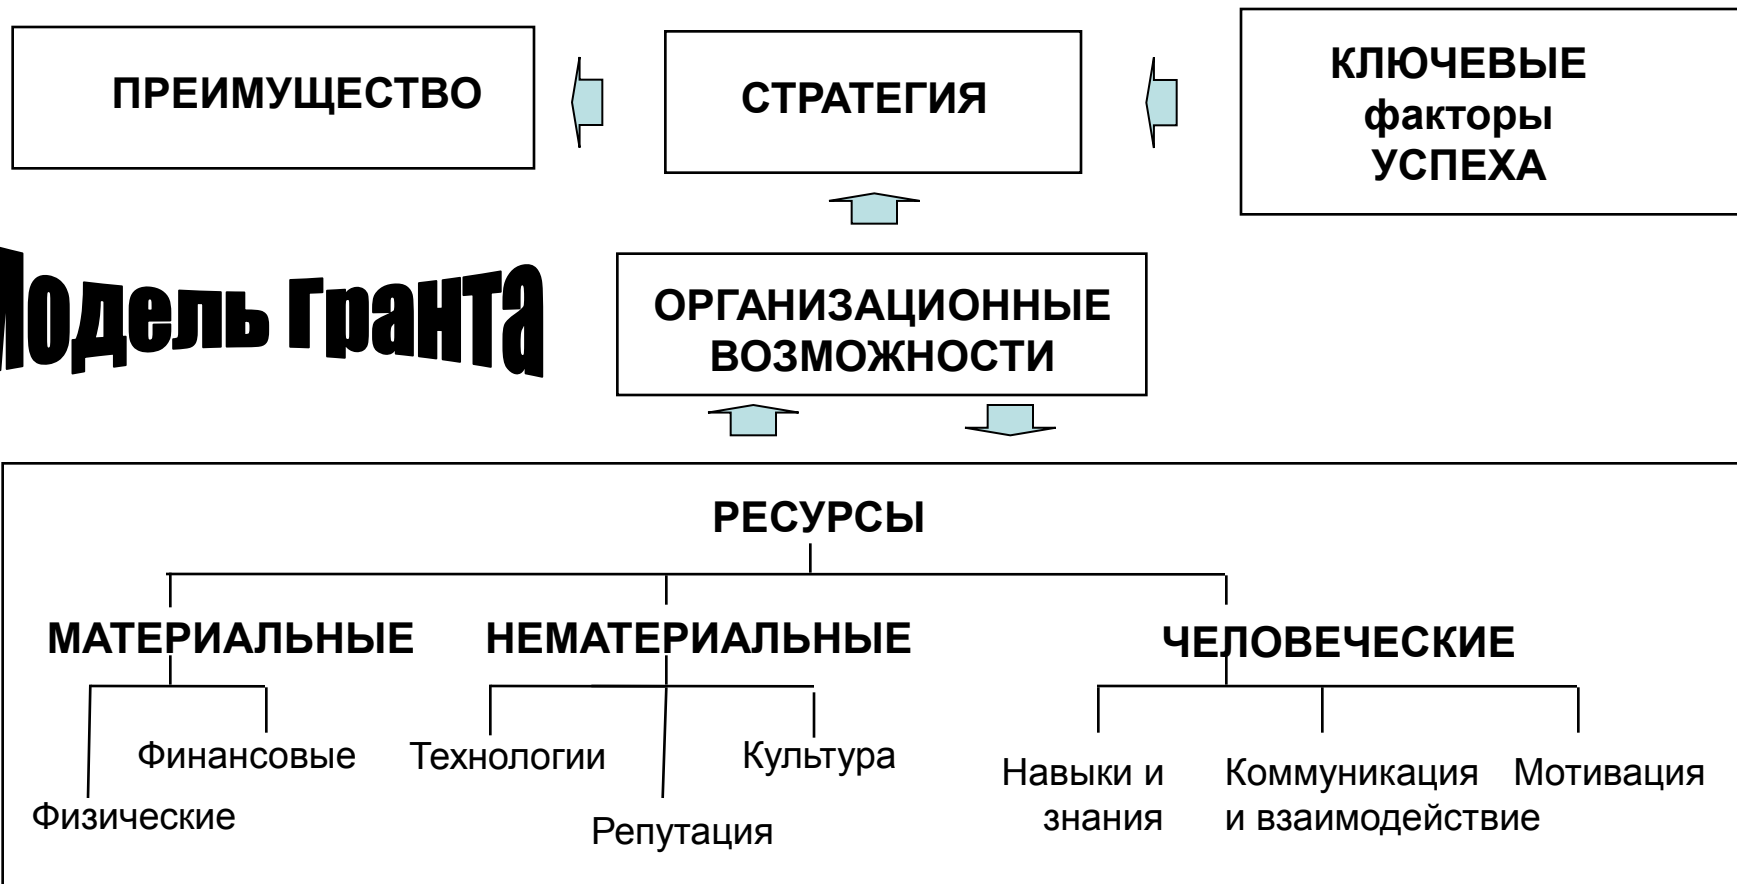 ПРЕИМУЩЕСТВО
СТРАТЕГИЯ
КЛЮЧЕВЫЕ
факторы
УСПЕХА
Модель гранта
ОРГАНИЗАЦИОННЫЕ
ВОЗМОЖНОСТИ
РЕСУРСЫ
МАТЕРИАЛЬНЫЕ
НЕМАТЕРИАЛЬНЫЕ
ЧЕЛОВЕЧЕСКИЕ
Финансовые
Физические
Технологии
Репутация
Культура
Навыки и
знания
Коммуникация
и взаимодействие
Мотивация